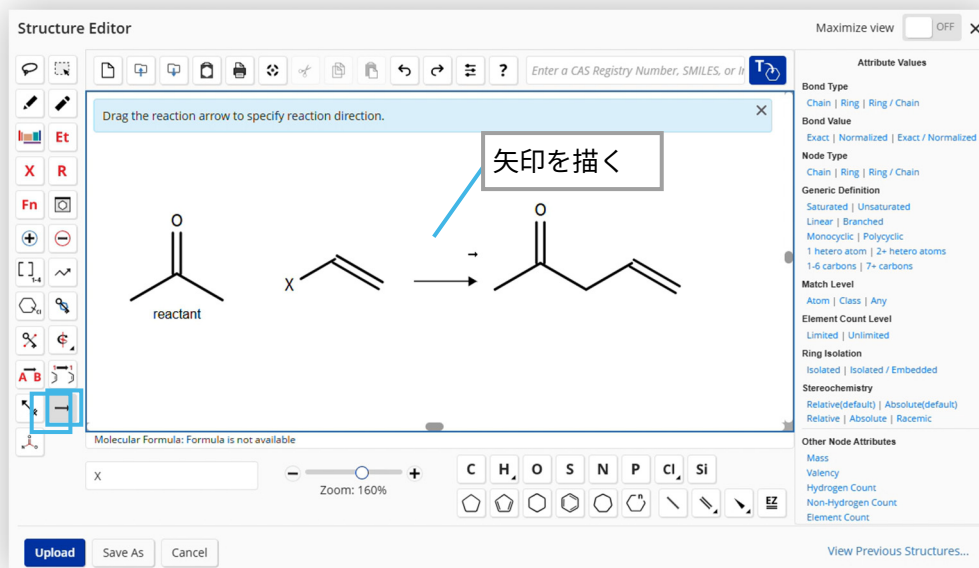 Structure Editor
Maximize view OFF
Et
X R
Fn
1-4
Cl
A B
Enter a CAS Registry Number, SMILES, or I
Drag the reaction arrow to specify reaction direction.
矢印を描く
O
reactant
X
O
Molecular Formula: Formula is not available
X
Zoom: 160%
C H O S N P Cl Si
n
EZ
Attribute Values
Bond Type
Chain | Ring | Ring / Chain
Bond Value
Exact | Normalized | Exact / Normalized
Node Type
Chain | Ring | Ring / Chain
Generic Definition
Saturated | Unsaturated
Linear | Branched
Monocyclic | Polycyclic
1 hetero atom | 2+ hetero atoms
1-6 carbons | 7+ carbons
Match Level
Atom | Class | Any
Element Count Level
Limited | Unlimited
Ring Isolation
Isolated | Isolated / Embedded
Stereochemistry
Relative(default) | Absolute(default)
Relative | Absolute | Racemic
Other Node Attributes
Mass
Valency
Hydrogen Count
Non-Hydrogen Count
Element Count
Upload Save As Cancel
View Previous Structures...